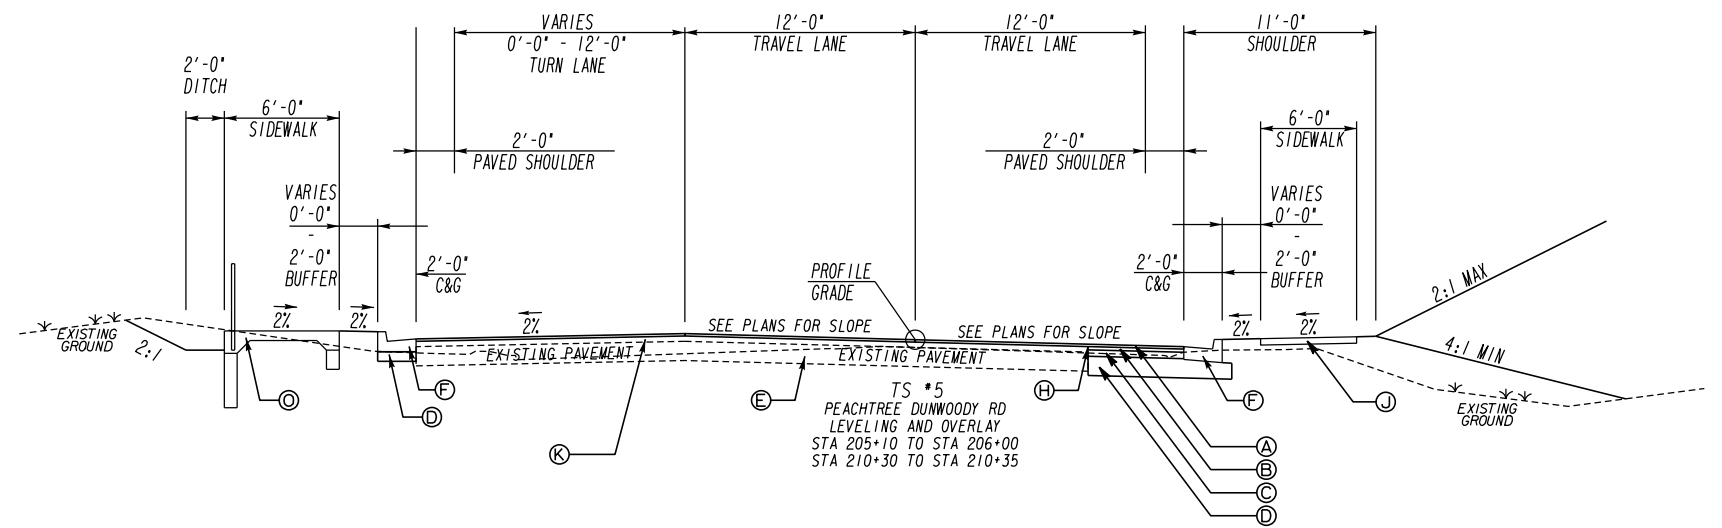 VARIES
0'-0" - 12'-0"
TURN LANE
12'-0"
TRAVEL LANE
12'-0"
TRAVEL LANE
11'-0"
SHOULDER
2'-0"
DITCH
6'-0"
SIDEWALK
2'-0"
PAVED SHOULDER
2'-0"
PAVED SHOULDER
6'-0"
SIDEWALK
VARIES
0'-0"
-
2'-0"
BUFFER
2'-0"
C&G
PROFILE
GRADE
2'-0"
C&G
VARIES
0'-0"
-
2'-0"
BUFFER
2:1 MAX
4:1 MIN
EXISTING
GROUND
2:1
2%
2%
2%
SEE PLANS FOR SLOPE
SEE PLANS FOR SLOPE
2%
2%
EXISTING PAVEMENT
EXISTING PAVEMENT
EXISTING
GROUND
O
F
D
K
E
H
F
J
A
B
C
D
TS #5
PEACHTREE DUNWOODY RD
LEVELING AND OVERLAY
STA 205+10 TO STA 206+00
STA 210+30 TO STA 210+35